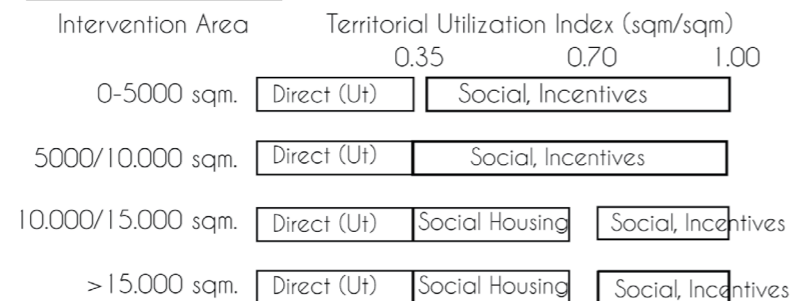 Intervention Area Territorial Utilization Index (sqm/sqm)
0.35 0.70 1.00
0-5000 sqm. Direct (Ut) Social, Incentives
5000/10.000 sqm. Direct (Ut) Social, Incentives
10.000/15.000 sqm. Direct (Ut) Social Housing Social, Incentives
>15.000 sqm. Direct (Ut) Social Housing Social, Incentives